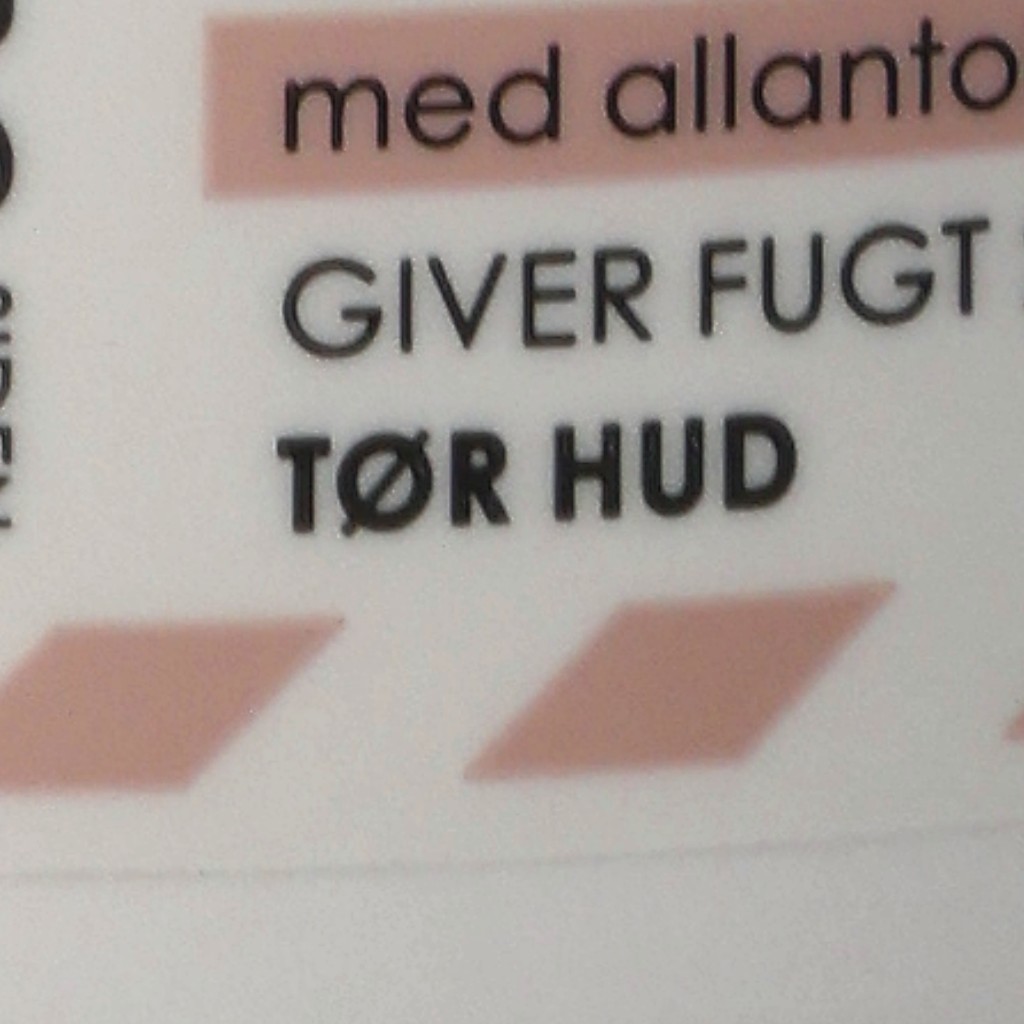 med allanto
GIVER FUGT
TØR HUD